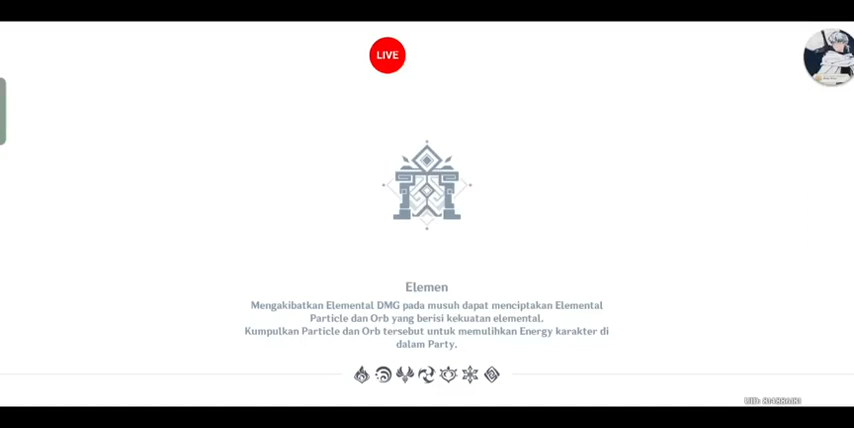 LIVE
Elemen
Mengakibatkan Elemental DMG pada musuh dapat menciptakan Elemental
Particle dan Orb yang berisi kekuatan elemental.
Kumpulkan Particle dan Orb tersebut untuk memulihkan Energy karakter di
dalam Party.
UID: